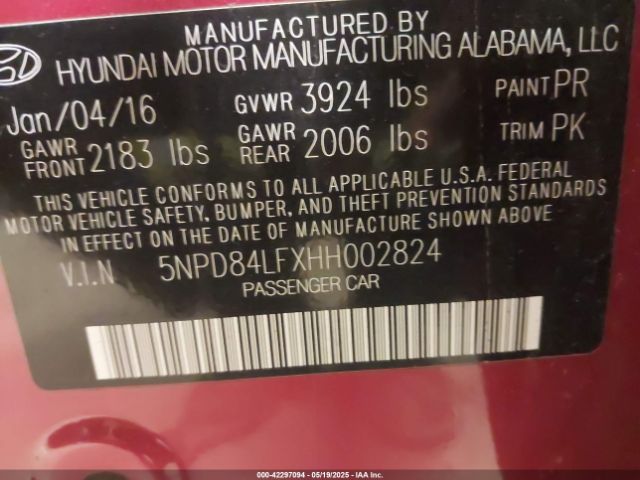 MANUFACTURED BY
HYUNDAI MOTOR MANUFACTURING ALABAMA, LLC
Jan/04/16 GVWR 3924 lbs PAINT PR
GAWR FRONT 2183 lbs GAWR REAR 2006 lbs TRIM PK
THIS VEHICLE CONFORMS TO ALL APPLICABLE U.S.A. FEDERAL
MOTOR VEHICLE SAFETY, BUMPER, AND THEFT PREVENTION STANDARDS
IN EFFECT ON THE DATE OF MANUFACTURE SHOWN ABOVE
V.I.N 5NPD84LFXHH002824
PASSENGER CAR
000-42297094 - 05/19/2025 - IAA Inc.